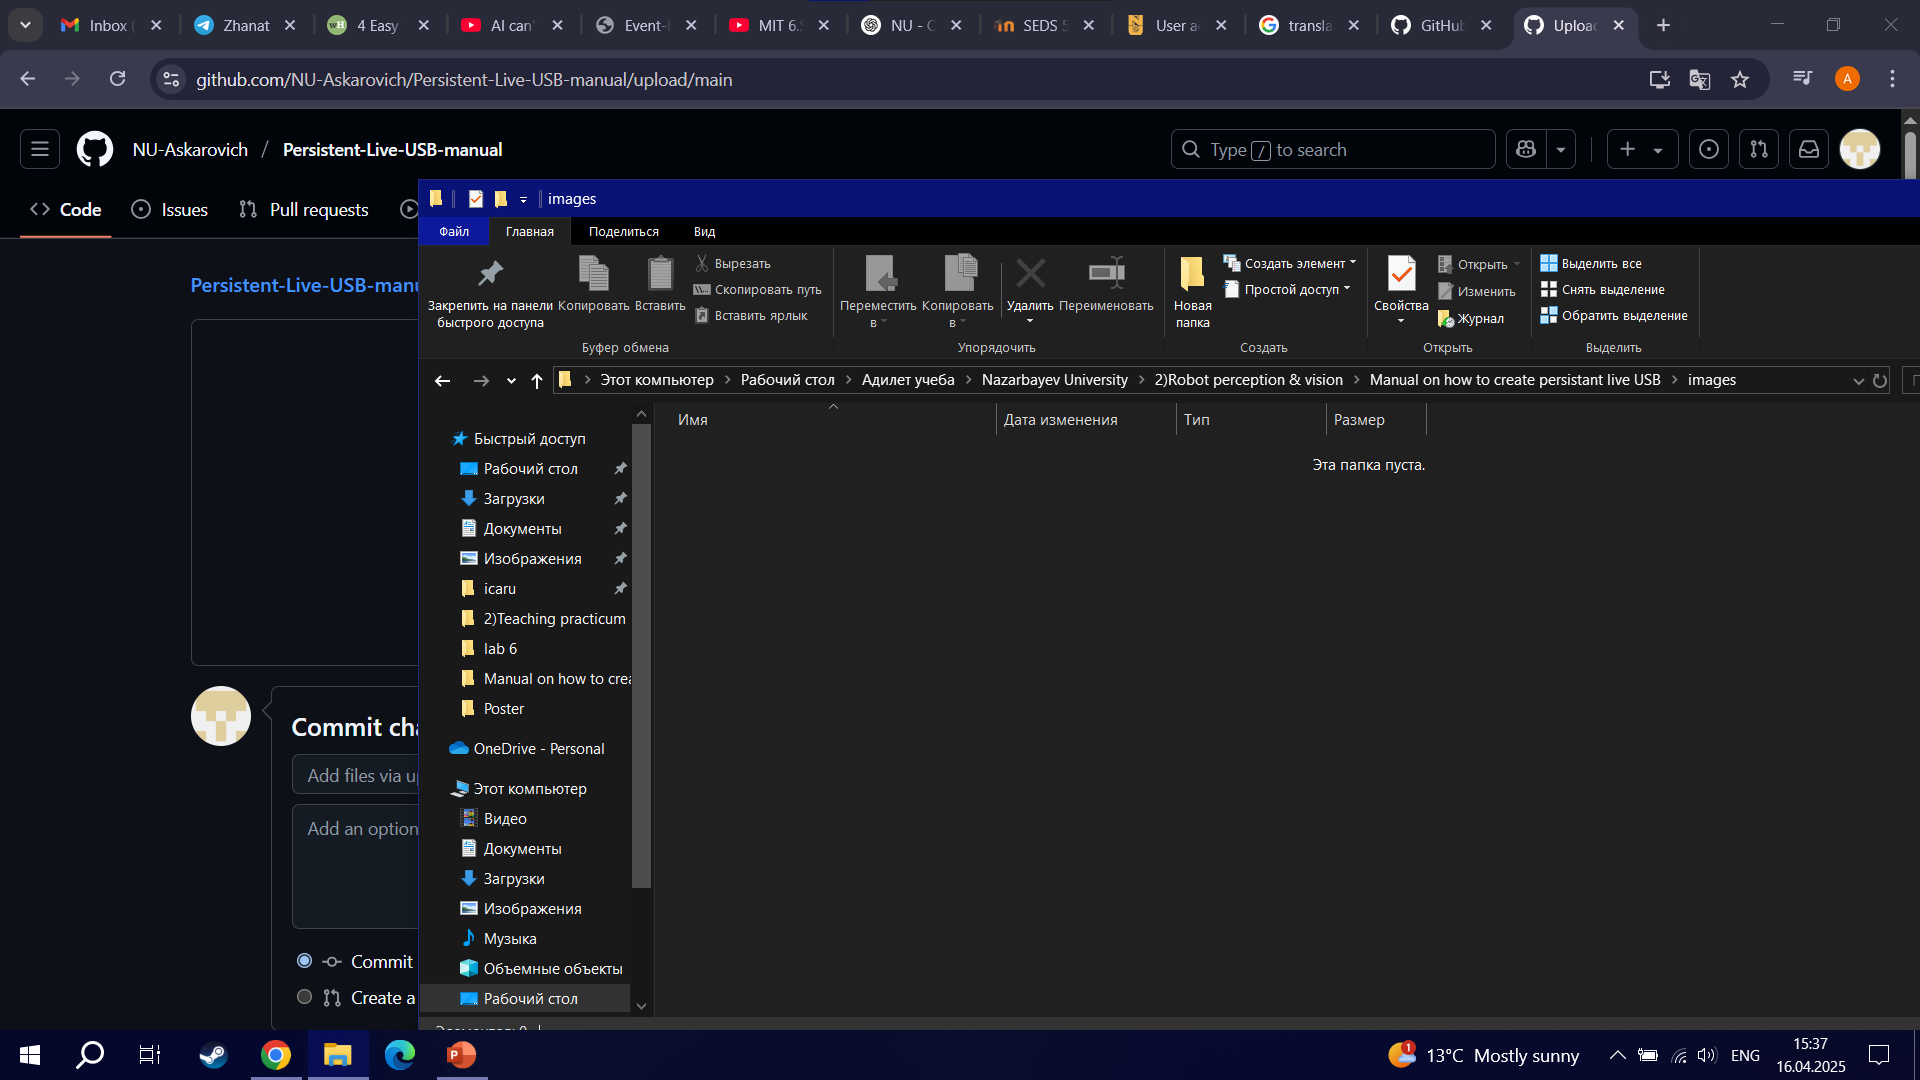 Inbox (
Zhanat
4 Easy
AI can'
Event-
MIT 6.
NU - C
SEDS 5
User a
transla
GitHub
Uploa
github.com/NU-Askarovich/Persistent-Live-USB-manual/upload/main
A
NU-Askarovich / Persistent-Live-USB-manual
Type / to search
Code
Issues
Pull requests
images
Файл
Главная
Поделиться
Вид
Persistent-Live-USB-manu
Закрепить на панели
быстрого доступа
Копировать
Вставить
Вырезать
Скопировать путь
Вставить ярлык
Буфер обмена
Переместить
в
Копировать
в
Удалить
Переименовать
Упорядочить
Новая
папка
Создать элемент
Простой доступ
Создать
Свойства
Открыть
Изменить
Журнал
Открыть
Выделить все
Снять выделение
Обратить выделение
Выделить
Этот компьютер > Рабочий стол > Адилет учеба > Nazarbayev University > 2)Robot perception & vision > Manual on how to create persistant live USB > images
Имя
Дата изменения
Тип
Размер
Эта папка пуста.
Быстрый доступ
Рабочий стол
Загрузки
Документы
Изображения
icaru
2)Teaching practicum
lab 6
Manual on how to crea
Poster
OneDrive - Personal
Этот компьютер
Видео
Документы
Загрузки
Изображения
Музыка
Объемные объекты
Рабочий стол
Commit cha
Add files via up
Add an option
Commit
Create a
1
13°C Mostly sunny
ENG
15:37
16.04.2025